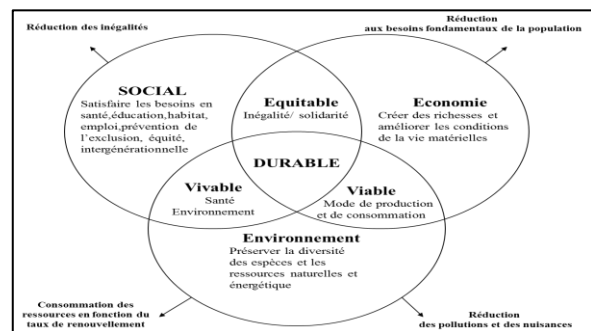 Réduction des inégalités
Réduction
aux besoins fondamentaux de la population
SOCIAL
Satisfaire les besoins en
santé,éducation,habitat,
emploi,prévention de
l'exclusion, équité,
intergénérationnelle
Equitable
Inégalité/ solidarité
Economie
Créer des richesses et
améliorer les conditions
de la vie matérielles
DURABLE
Vivable
Santé
Environnement
Viable
Mode de production
et de consommation
Environnement
Préserver la diversité
des espèces et les
ressources naturelles et
énergétique
Consommation des
ressources en fonction du
taux de renouvellement
Réduction
des pollutions et des nuisances